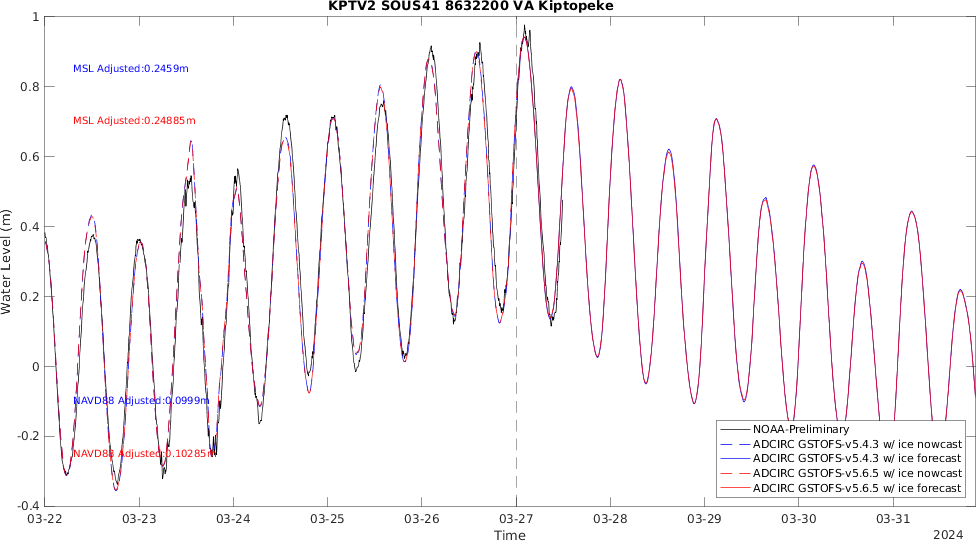 KPTV2 SOUS41 8632200 VA Kiptopeke
1
0.8
0.6
0.4
0.2
0
-0.2
-0.4
Water Level (m)
MSL Adjusted:0.2459m
MSL Adjusted:0.24885m
NAVD88 Adjusted:0.0999m
NAVD88 Adjusted:0.10285m
NOAA-Preliminary
ADCIRC GSTOFS-v5.4.3 w/ ice nowcast
ADCIRC GSTOFS-v5.4.3 w/ ice forecast
ADCIRC GSTOFS-v5.6.5 w/ ice nowcast
ADCIRC GSTOFS-v5.6.5 w/ ice forecast
03-22 03-23 03-24 03-25 03-26 03-27 03-28 03-29 03-30 03-31
Time
2024